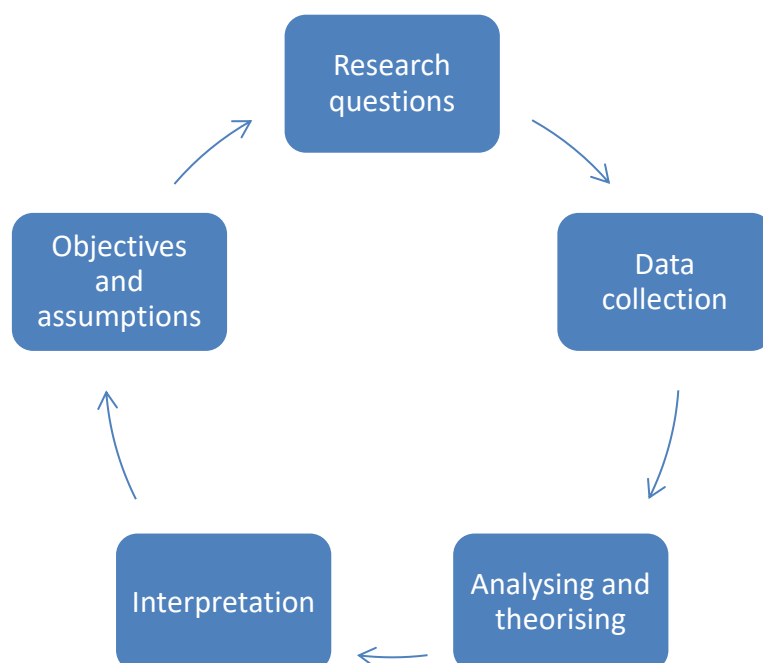 Research
questions
Data
collection
Analysing and
theorising
Interpretation
Objectives
and
assumptions